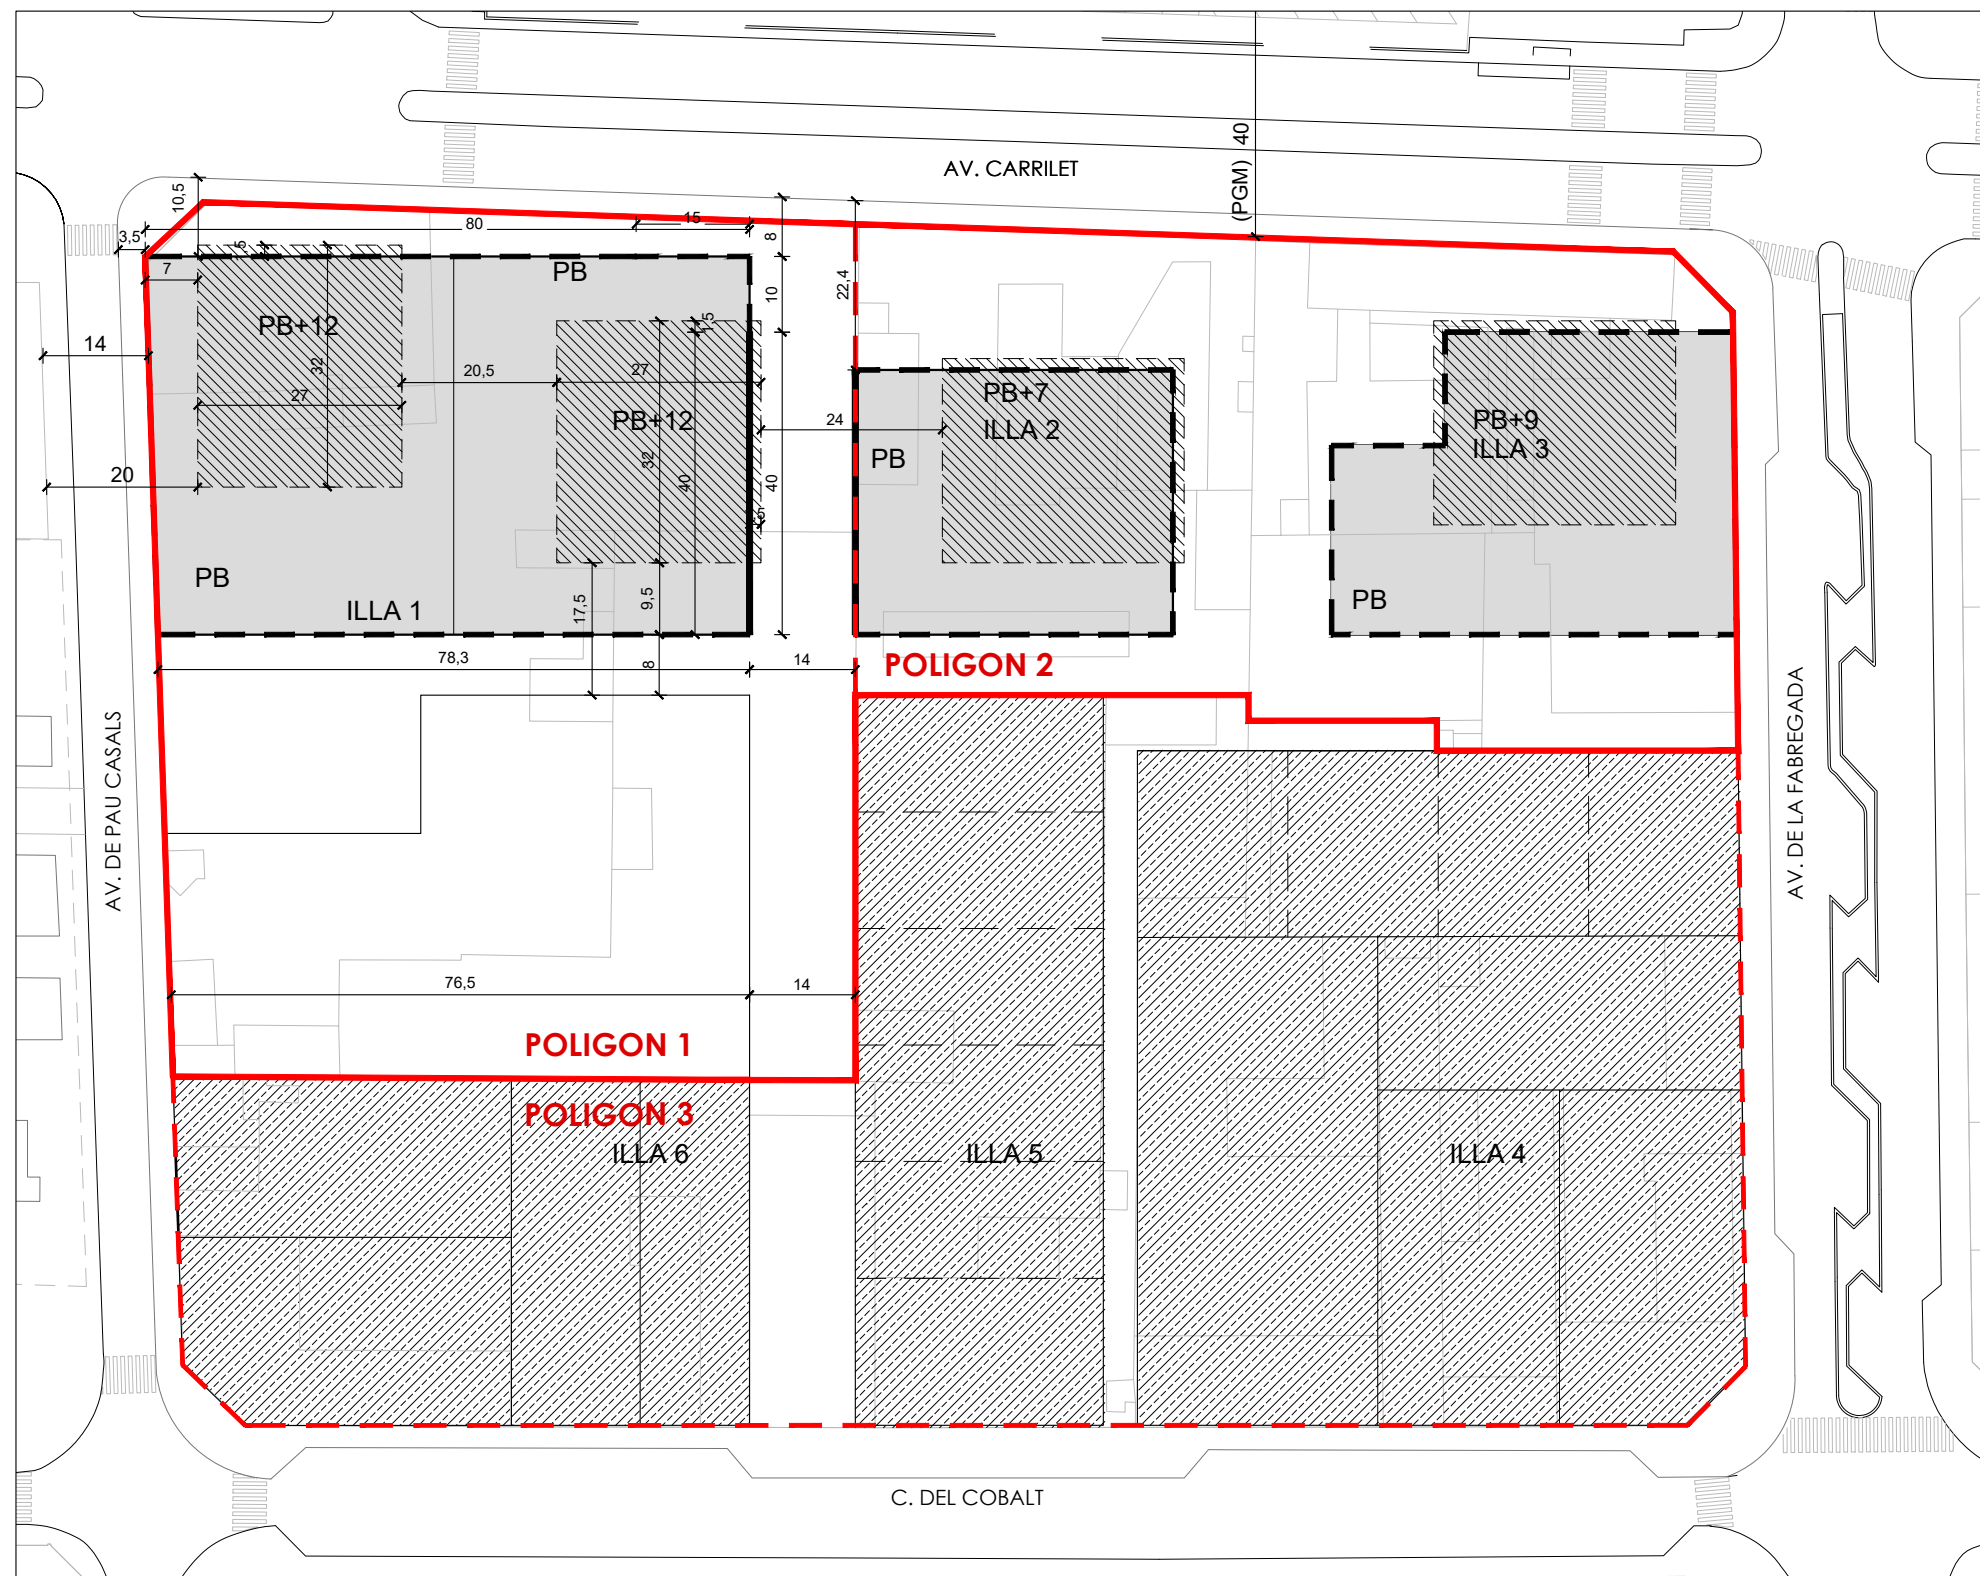 (PGM) 40
AV. CARRILET
10,5
3,5
80
15
8
7
PB
PB+12
32
27
14
20
20,5
10
1,5
27
PB+12
32
40
40
22,4
24
PB+7
ILLA 2
PB
PB+9
ILLA 3
PB
PB
ILLA 1
17,5
9,5
8
78,3
14
POLIGON 2
AV. DE PAU CASALS
AV. DE LA FABREGADA
76,5
14
POLIGON 1
POLIGON 3
ILLA 6
ILLA 5
ILLA 4
C. DEL COBALT